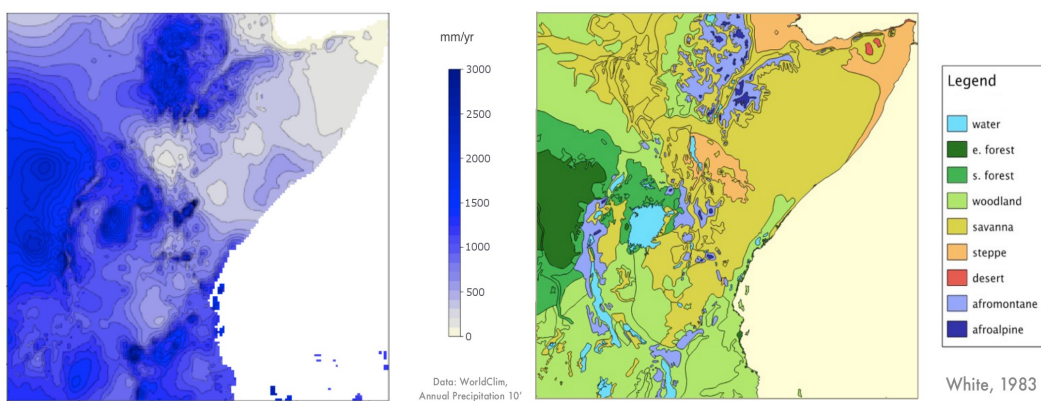 mm/yr
3000
2500
2000
1500
1000
500
0
Data: WorldClim,
Annual Precipitation 10'
Legend
water
e. forest
s. forest
woodland
savanna
steppe
desert
afromontane
afroalpine
White, 1983